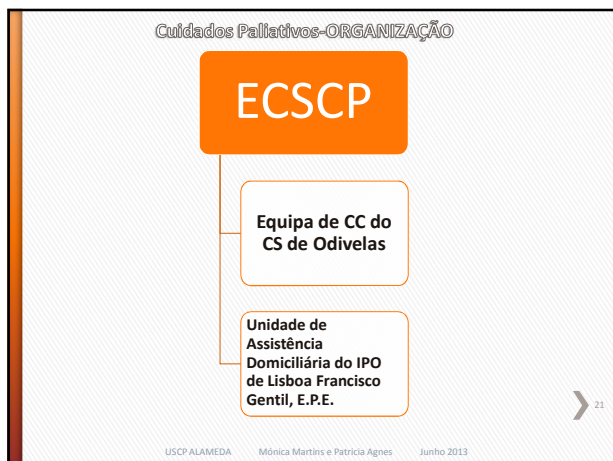 Cuidados Paliativos-ORGANIZAÇÃO
ECSCP
Equipa de CC do
CS de Odivelas
Unidade de
Assistência
Domiciliária do IPO
de Lisboa Francisco
Gentil, E.P.E.
21
USCP ALAMEDA Mónica Martins e Patricia Agnes Junho 2013